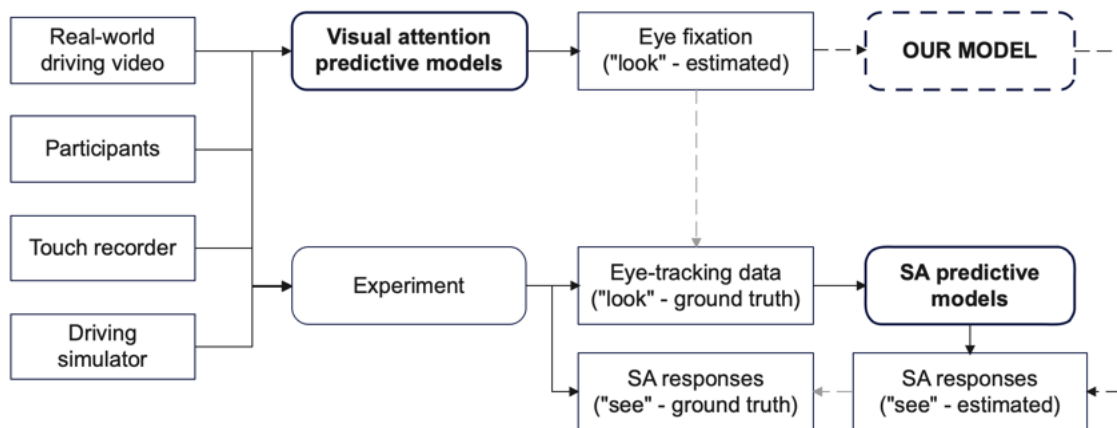 Real-world
driving video
Visual attention
predictive models
Eye fixation
("look" - estimated)
OUR MODEL
Participants
Touch recorder
Experiment
Eye-tracking data
("look" - ground truth)
SA predictive
models
Driving
simulator
SA responses
("see" - ground truth)
SA responses
("see" - estimated)